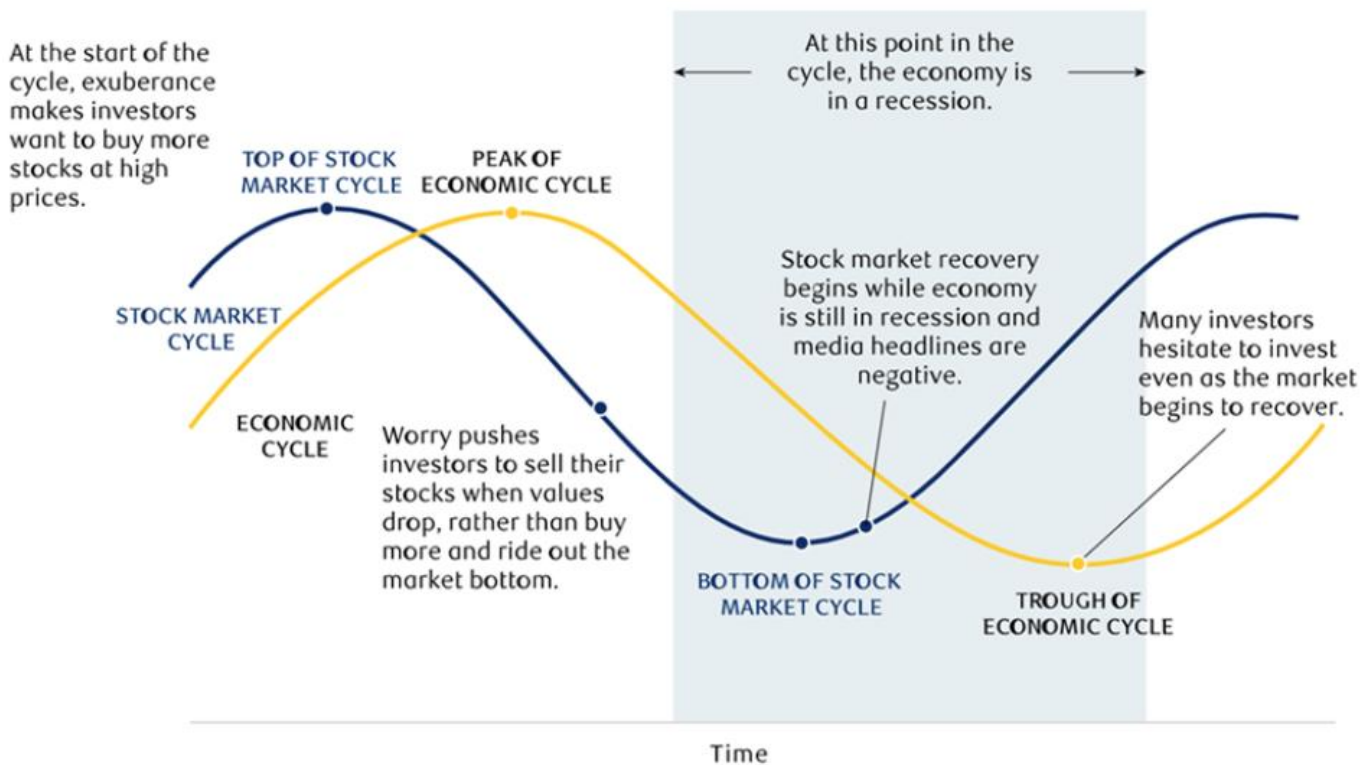 At the start of the
cycle, exuberance
makes investors
want to buy more
stocks at high
prices.
At this point in the
cycle, the economy is
in a recession.
TOP OF STOCK
MARKET CYCLE
PEAK OF
ECONOMIC CYCLE
STOCK MARKET
CYCLE
ECONOMIC
CYCLE
Worry pushes
investors to sell their
stocks when values
drop, rather than buy
more and ride out the
market bottom.
Stock market recovery
begins while economy
is still in recession and
media headlines are
negative.
Many investors
hesitate to invest
even as the market
begins to recover.
BOTTOM OF STOCK
MARKET CYCLE
TROUGH OF
ECONOMIC CYCLE
Time